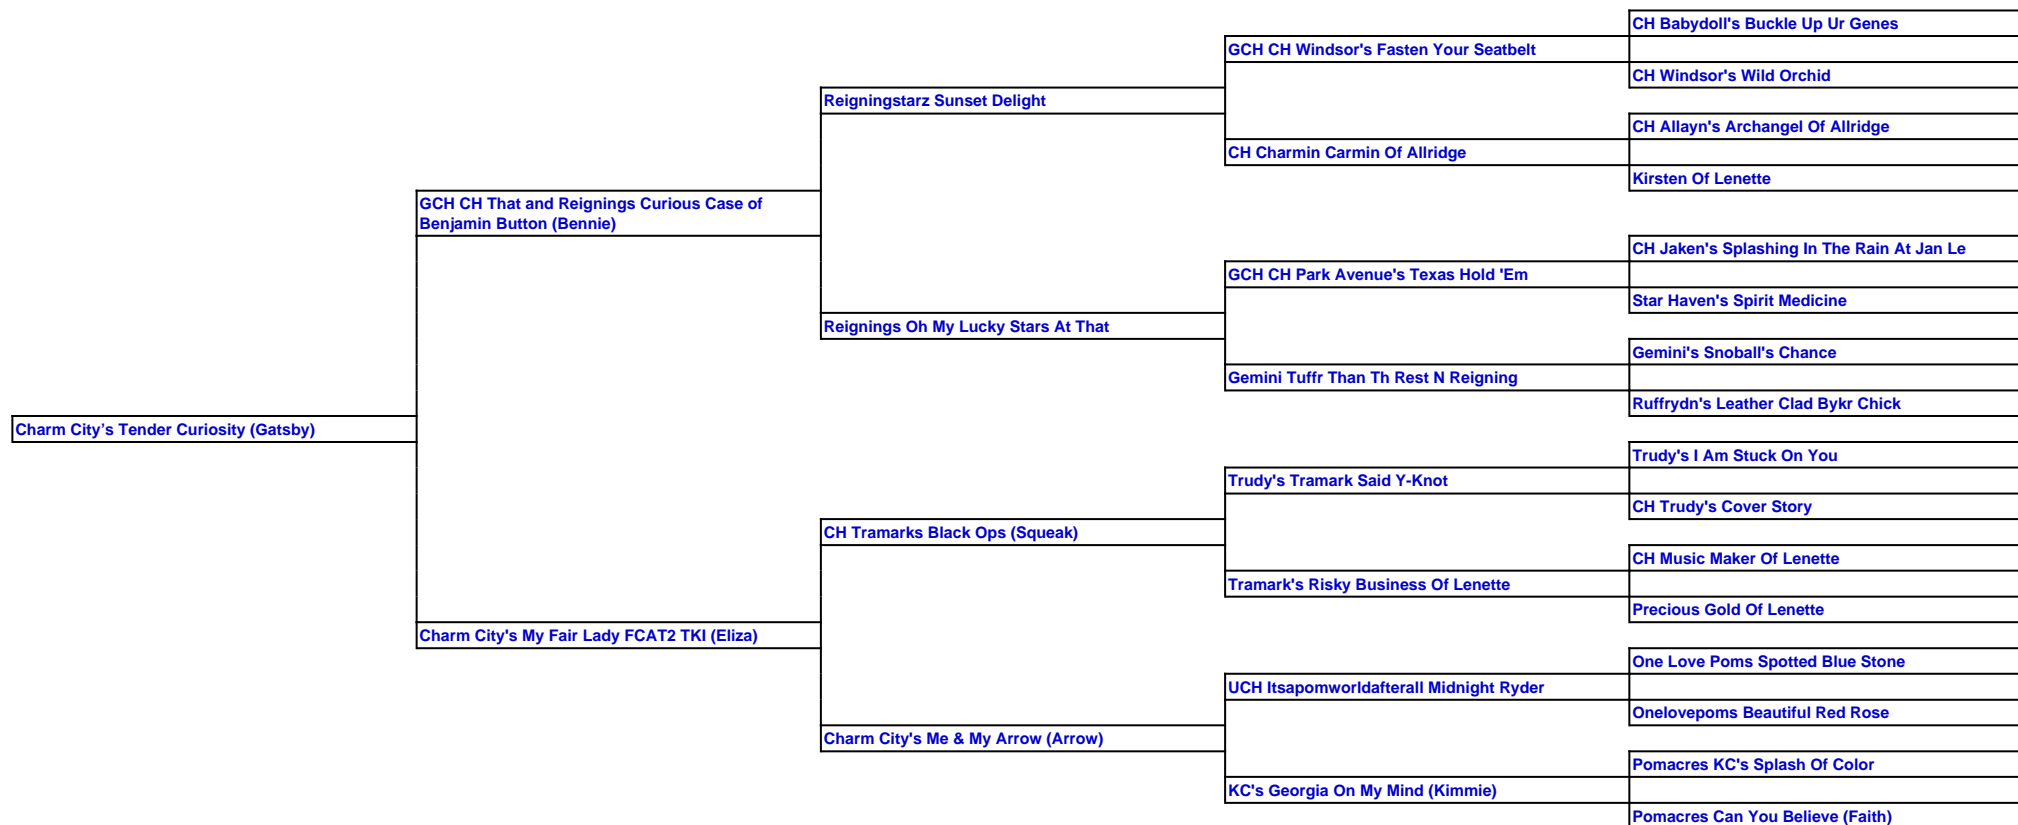 CH Babydoll's Buckle Up Ur Genes
GCH CH Windsor's Fasten Your Seatbelt
CH Windsor's Wild Orchid
Reigningstarz Sunset Delight
CH Allayn's Archangel Of Allridge
CH Charmin Carmin Of Allridge
Kirsten Of Lenette
GCH CH That and Reignings Curious Case of
Benjamin Button (Bennie)
CH Jaken's Splashing In The Rain At Jan Le
GCH CH Park Avenue's Texas Hold 'Em
Star Haven's Spirit Medicine
Reignings Oh My Lucky Stars At That
Gemini's Snoball's Chance
Gemini Tuffr Than Th Rest N Reigning
Ruffrydn's Leather Clad Bykr Chick
Charm City’s Tender Curiosity (Gatsby)
Trudy's I Am Stuck On You
Trudy's Tramark Said Y-Knot
CH Trudy's Cover Story
CH Tramarks Black Ops (Squeak)
CH Music Maker Of Lenette
Tramark's Risky Business Of Lenette
Precious Gold Of Lenette
Charm City's My Fair Lady FCAT2 TKI (Eliza)
One Love Poms Spotted Blue Stone
UCH Itsapomworldafterall Midnight Ryder
Onelovepoms Beautiful Red Rose
Charm City's Me & My Arrow (Arrow)
Pomacres KC's Splash Of Color
KC's Georgia On My Mind (Kimmie)
Pomacres Can You Believe (Faith)